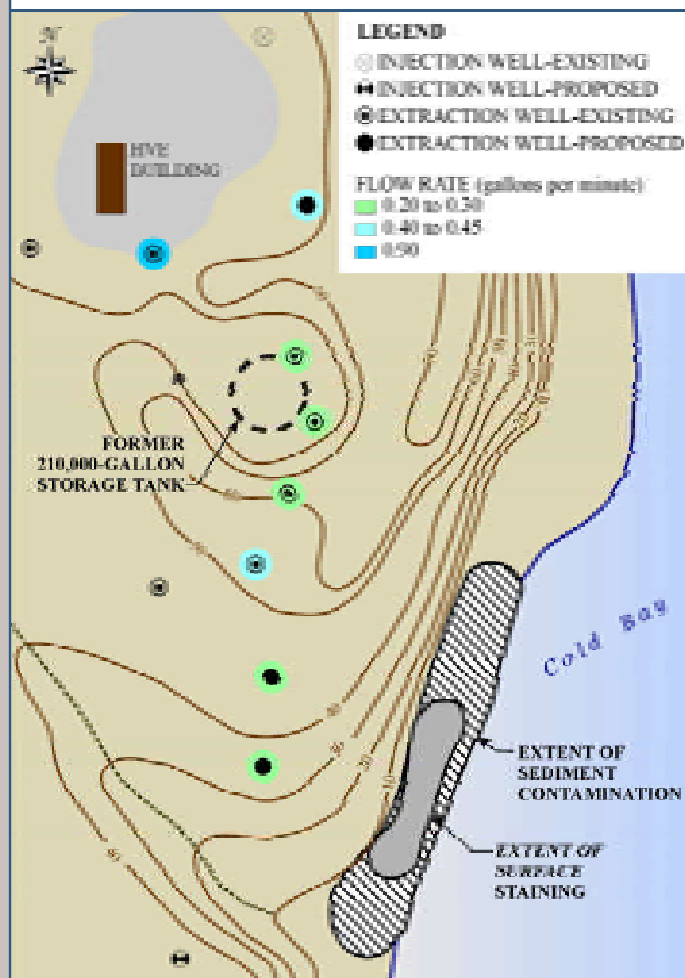 N
LEGEND
INJECTION WELL-EXISTING
INJECTION WELL-PROPOSED
EXTRACTION WELL-EXISTING
EXTRACTION WELL-PROPOSED
FLOW RATE (gallons per minute)
0.20 to 0.30
0.40 to 0.45
0.90
BUILDING
FORMER
210,000-GALLON
STORAGE TANK
Cold Bay
EXTENT OF
SEDIMENT
CONTAMINATION
EXTENT OF
SURFACE
STAINING